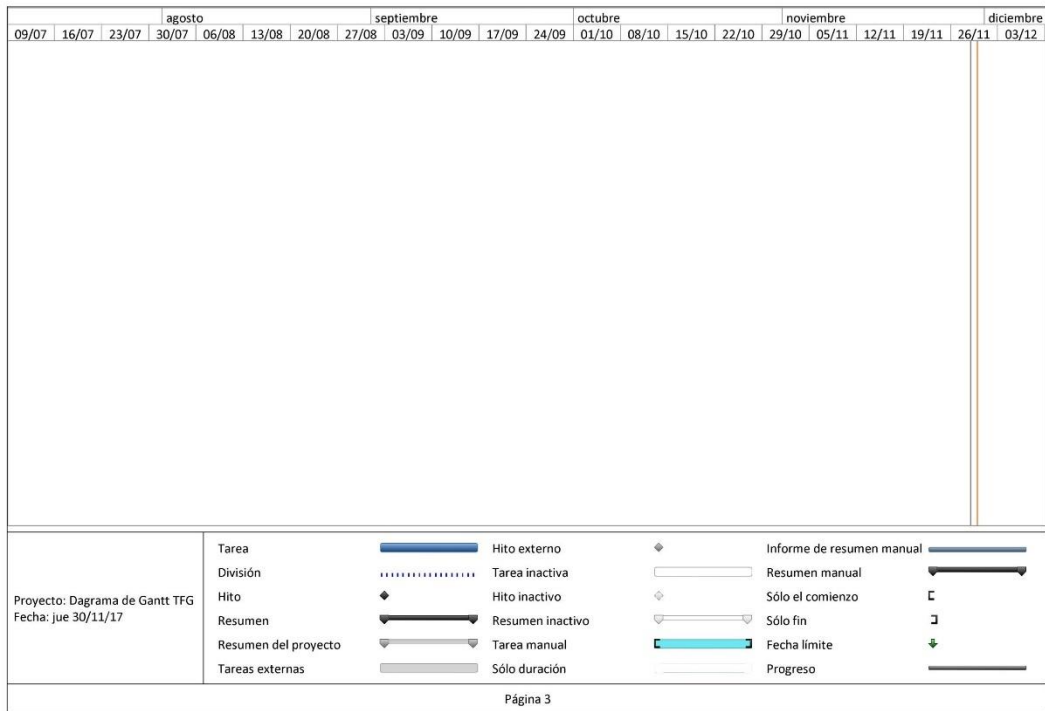 agosto septiembre octubre noviembre diciembre
09/07 16/07 23/07 30/07 06/08 13/08 20/08 27/08 03/09 10/09 17/09 24/09 01/10 08/10 15/10 22/10 29/10 05/11 12/11 19/11 26/11 03/12
Proyecto: Dagrama de Gantt TFG
Fecha: jue 30/11/17
Tarea
División
Hito
Resumen
Resumen del proyecto
Tareas externas
Hito externo
Tarea inactiva
Hito inactivo
Resumen inactivo
Tarea manual
Sólo duración
Informe de resumen manual
Resumen manual
Sólo el comienzo
Sólo fin
Fecha límite
Progreso
Página 3